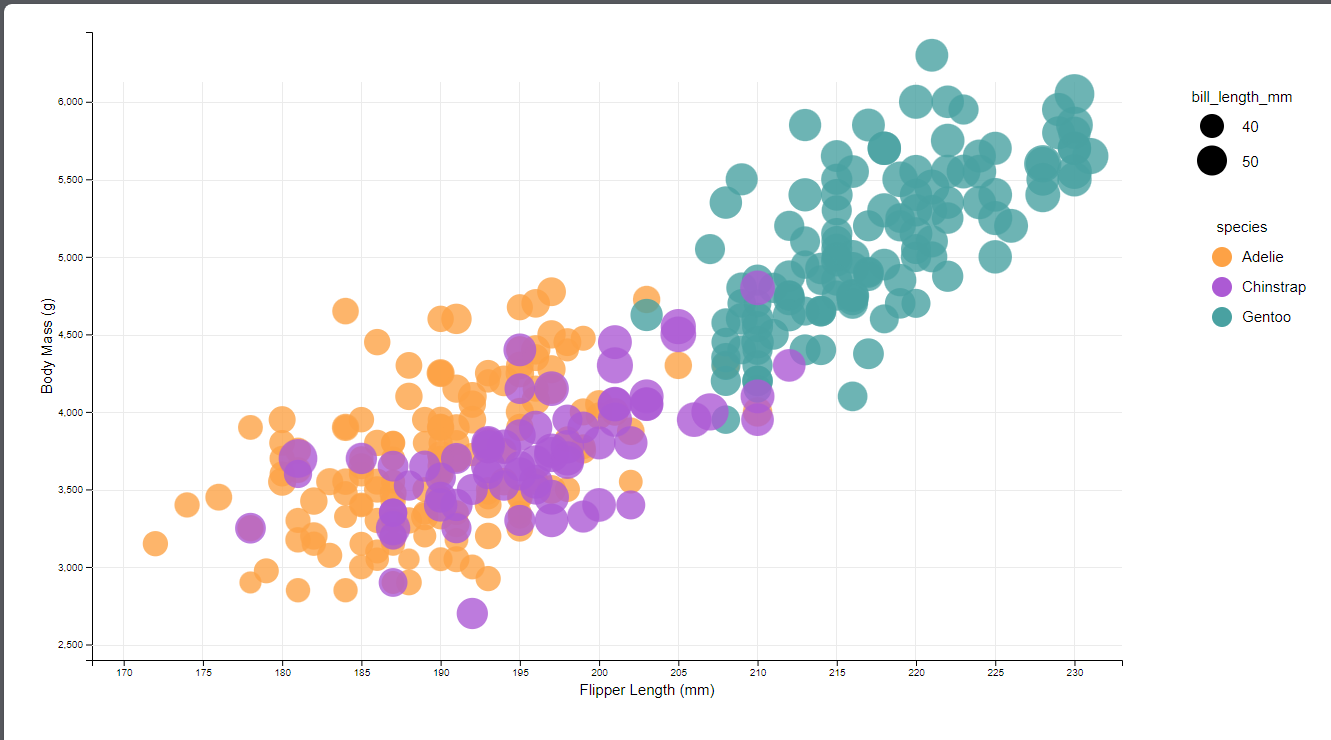 bill_length_mm
40
50
species
Adelie
Chinstrap
Gentoo
Body Mass (g)
6,000
5,500
5,000
4,500
4,000
3,500
3,000
2,500
170 175 180 185 190 195 200 205 210 215 220 225 230
Flipper Length (mm)